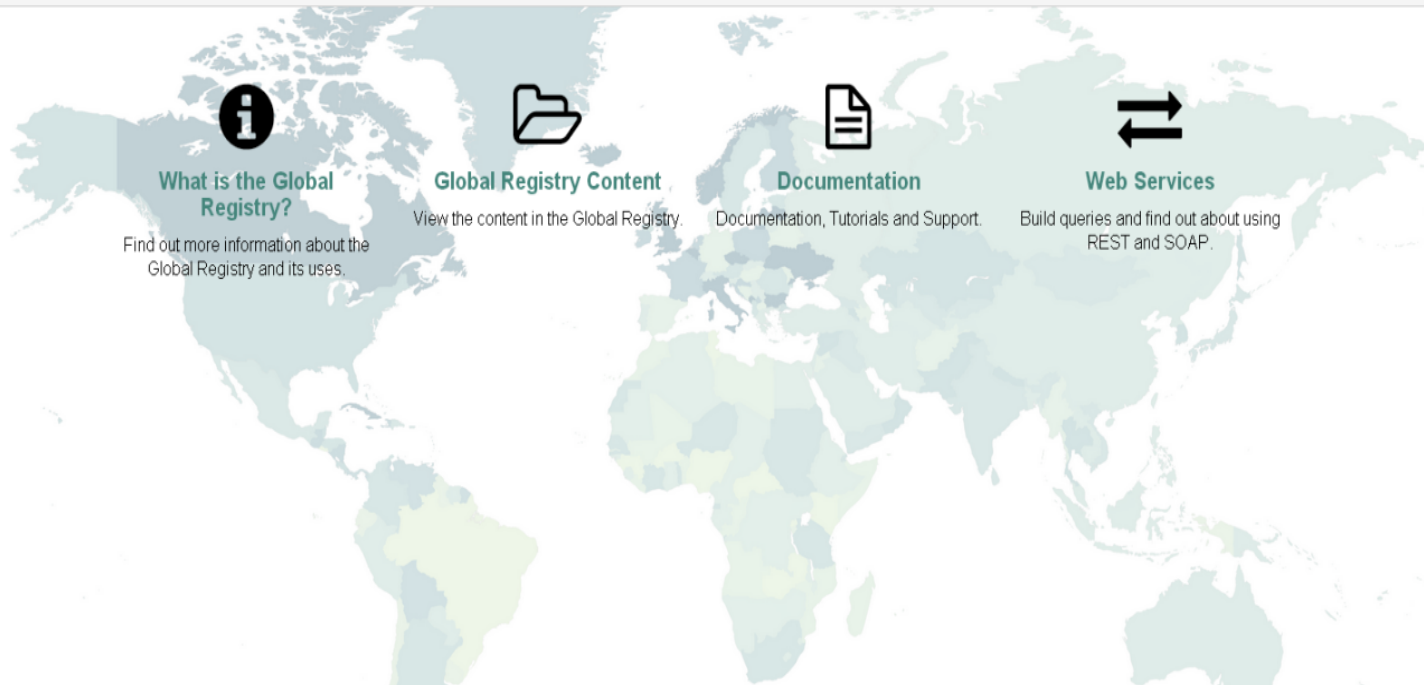 What is the Global
Registry?
Find out more information about the
Global Registry and its uses.
Global Registry Content
View the content in the Global Registry.
Documentation
Documentation, Tutorials and Support.
Web Services
Build queries and find out about using
REST and SOAP.